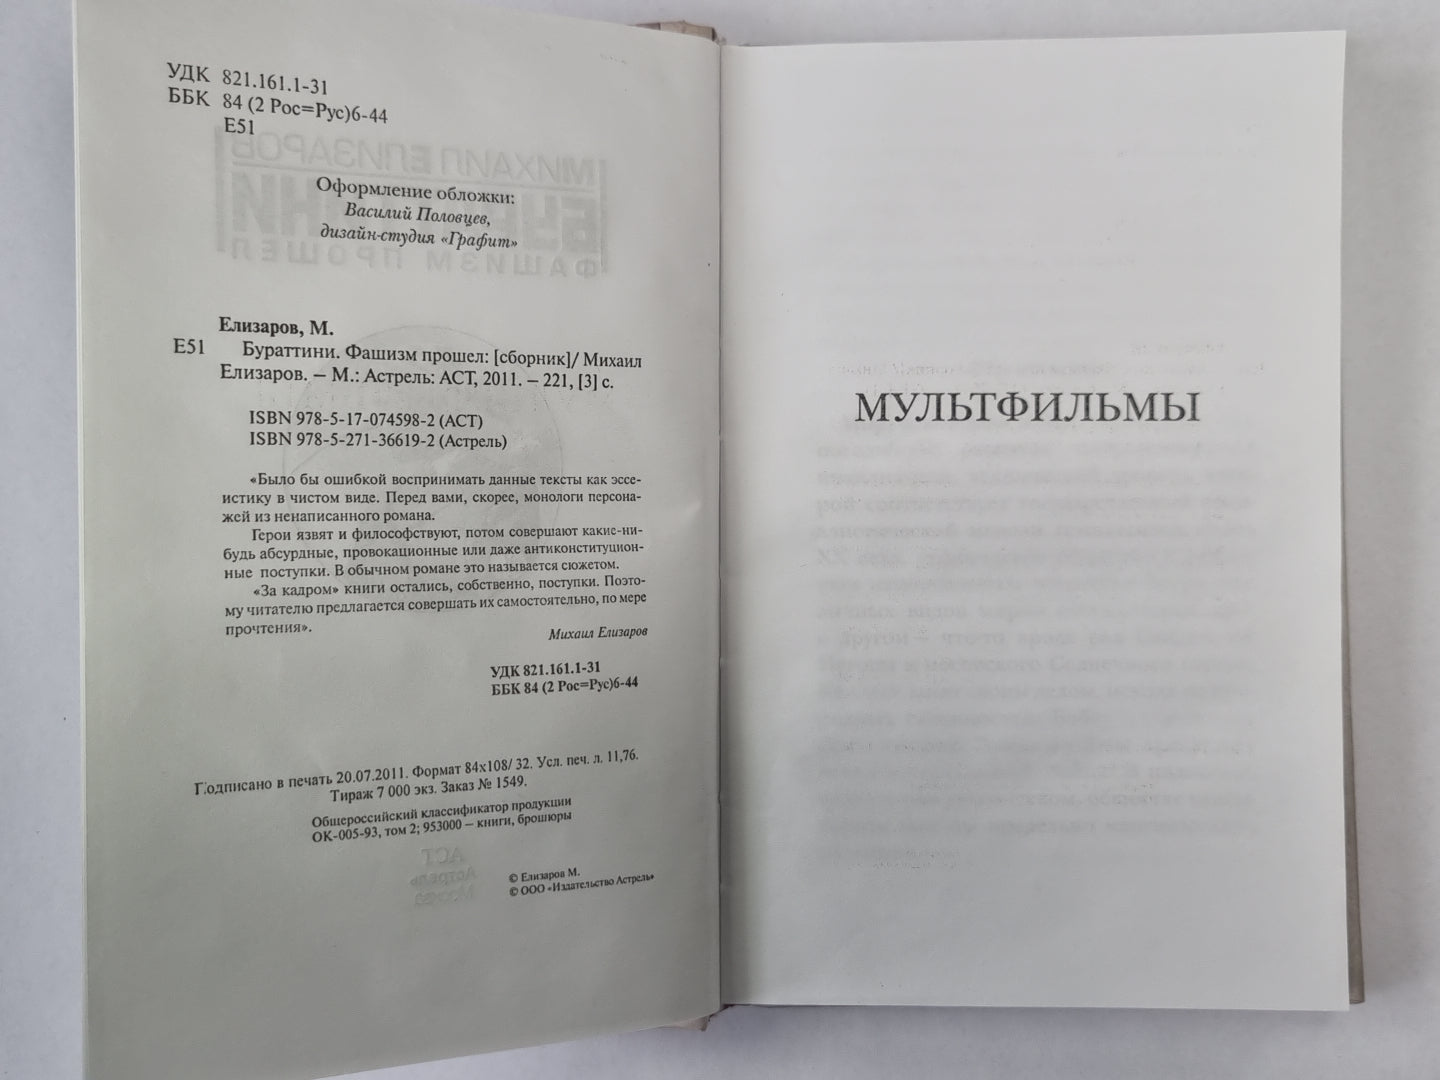 УДК 821.161.1-31
ББК 84 (2 Рос=Рус)6-44
Е51
Оформление обложки:
Василий Половцев,
дизайн-студия «Графит»
Елизаров, М.
Е51 Бураттини. Фашизм прошел: [сборник]/ Михаил
Елизаров. – М.: Астрель: АСТ, 2011. – 221, [3] с.
ISBN 978-5-17-074598-2 (АСТ)
ISBN 978-5-271-36619-2 (Астрель)
«Было бы ошибкой воспринимать данные тексты как эссе-
истику в чистом виде. Перед вами, скорее, монологи персона-
жей из ненаписанного романа.
Герои язвят и философствуют, потом совершают какие-ни-
будь абсурдные, провокационные или даже антиконституцион-
ные поступки. В обычном романе это называется сюжетом.
«За кадром» книги остались, собственно, поступки. Поэто-
му читателю предлагается совершать их самостоятельно, по мере
прочтения».
Михаил Елизаров
УДК 821.161.1-31
ББК 84 (2 Рос=Рус)6-44
Подписано в печать 20.07.2011. Формат 84х108/ 32. Усл. печ. л. 11,76.
Тираж 7 000 экз. Заказ № 1549.
Общероссийский классификатор продукции
ОК-005-93, том 2; 953000 – книги, брошюры
© Елизаров М.
© ООО «Издательство Астрель»
МУЛЬТФИЛЬМЫ